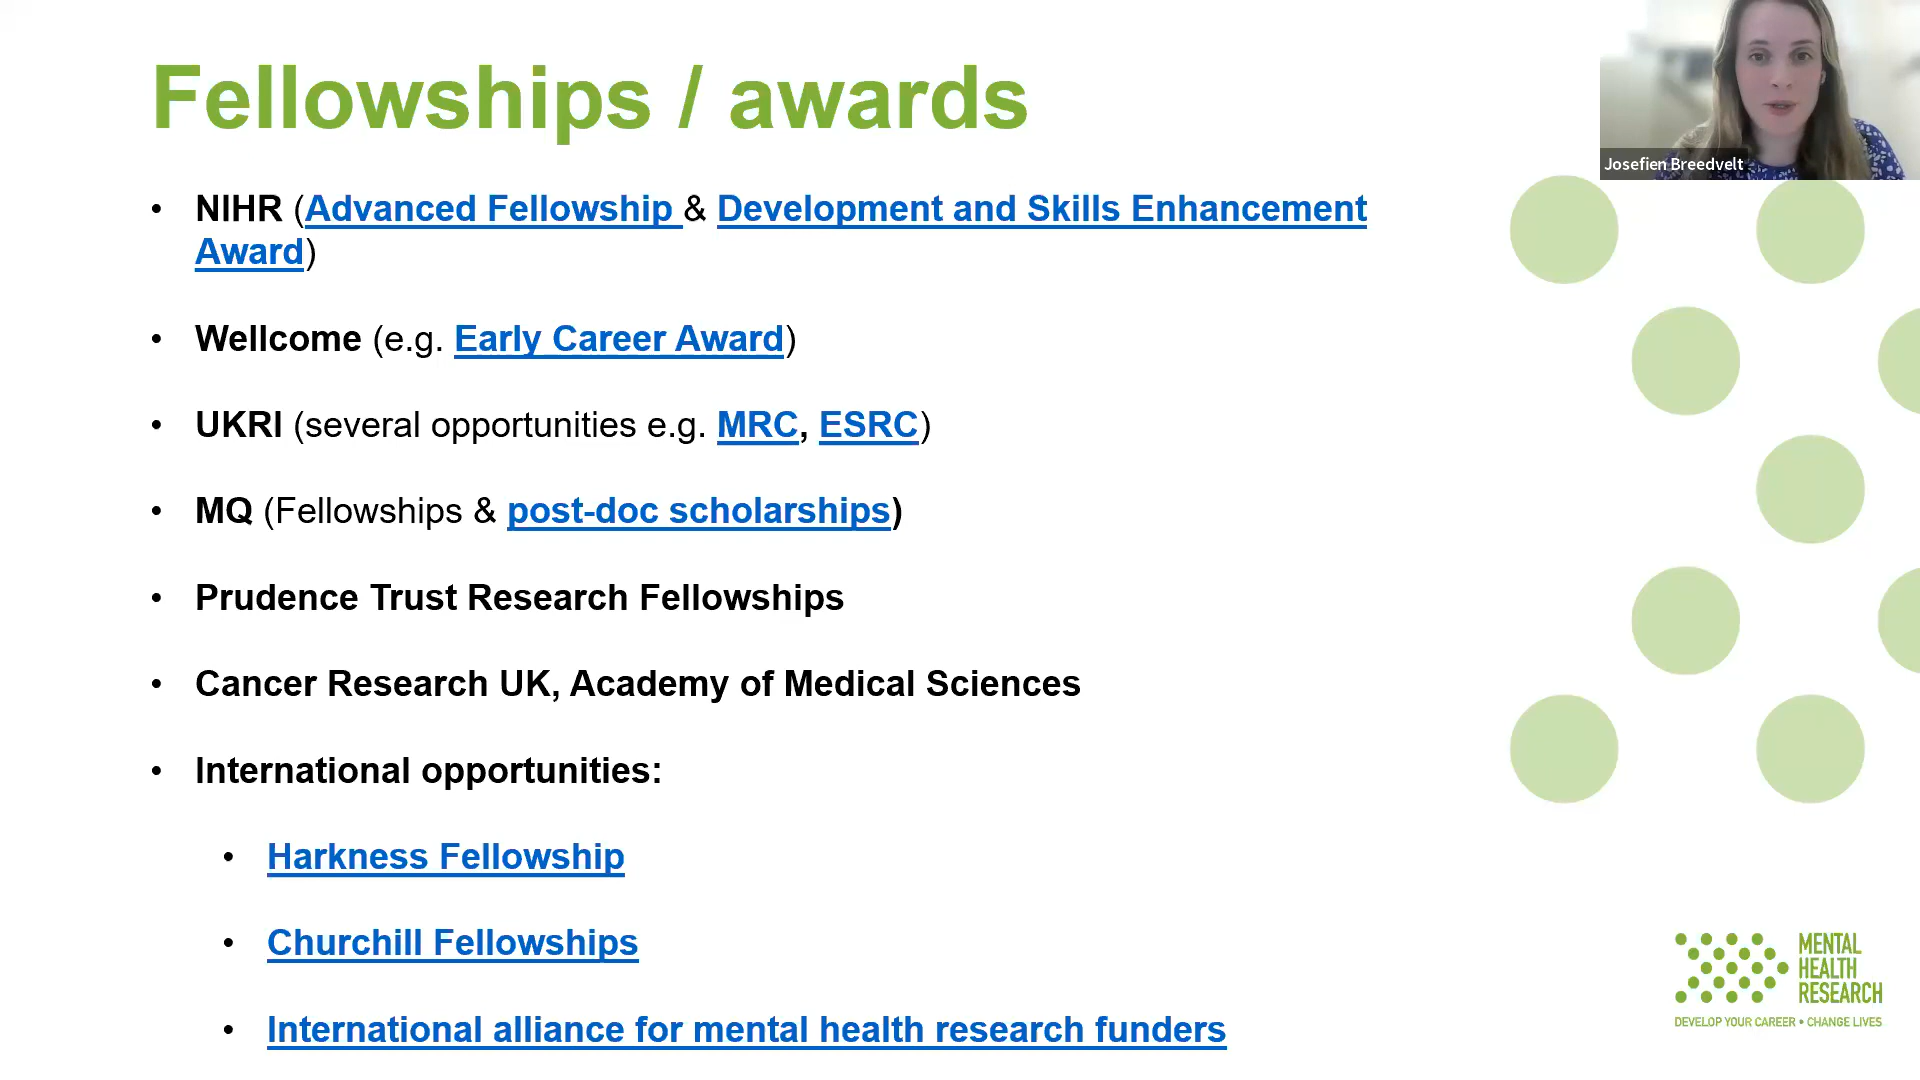 Fellowships / awards
Josefien Breedvelt
• NIHR (Advanced Fellowship & Development and Skills Enhancement
Award)
• Wellcome (e.g. Early Career Award)
• UKRI (several opportunities e.g. MRC, ESRC)
• MQ (Fellowships & post-doc scholarships)
• Prudence Trust Research Fellowships
• Cancer Research UK, Academy of Medical Sciences
• International opportunities:
• Harkness Fellowship
• Churchill Fellowships
• International alliance for mental health research funders
MENTAL
HEALTH
RESEARCH
DEVELOP YOUR CAREER • CHANGE LIVES